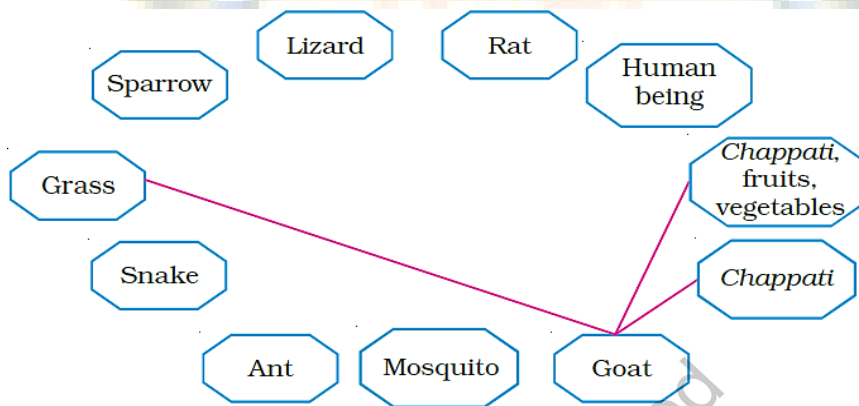 Lizard
Rat
Sparrow
Human
being
Chappati,
fruits,
vegetables
Grass
Snake
Chappati
Ant
Mosquito
Goat